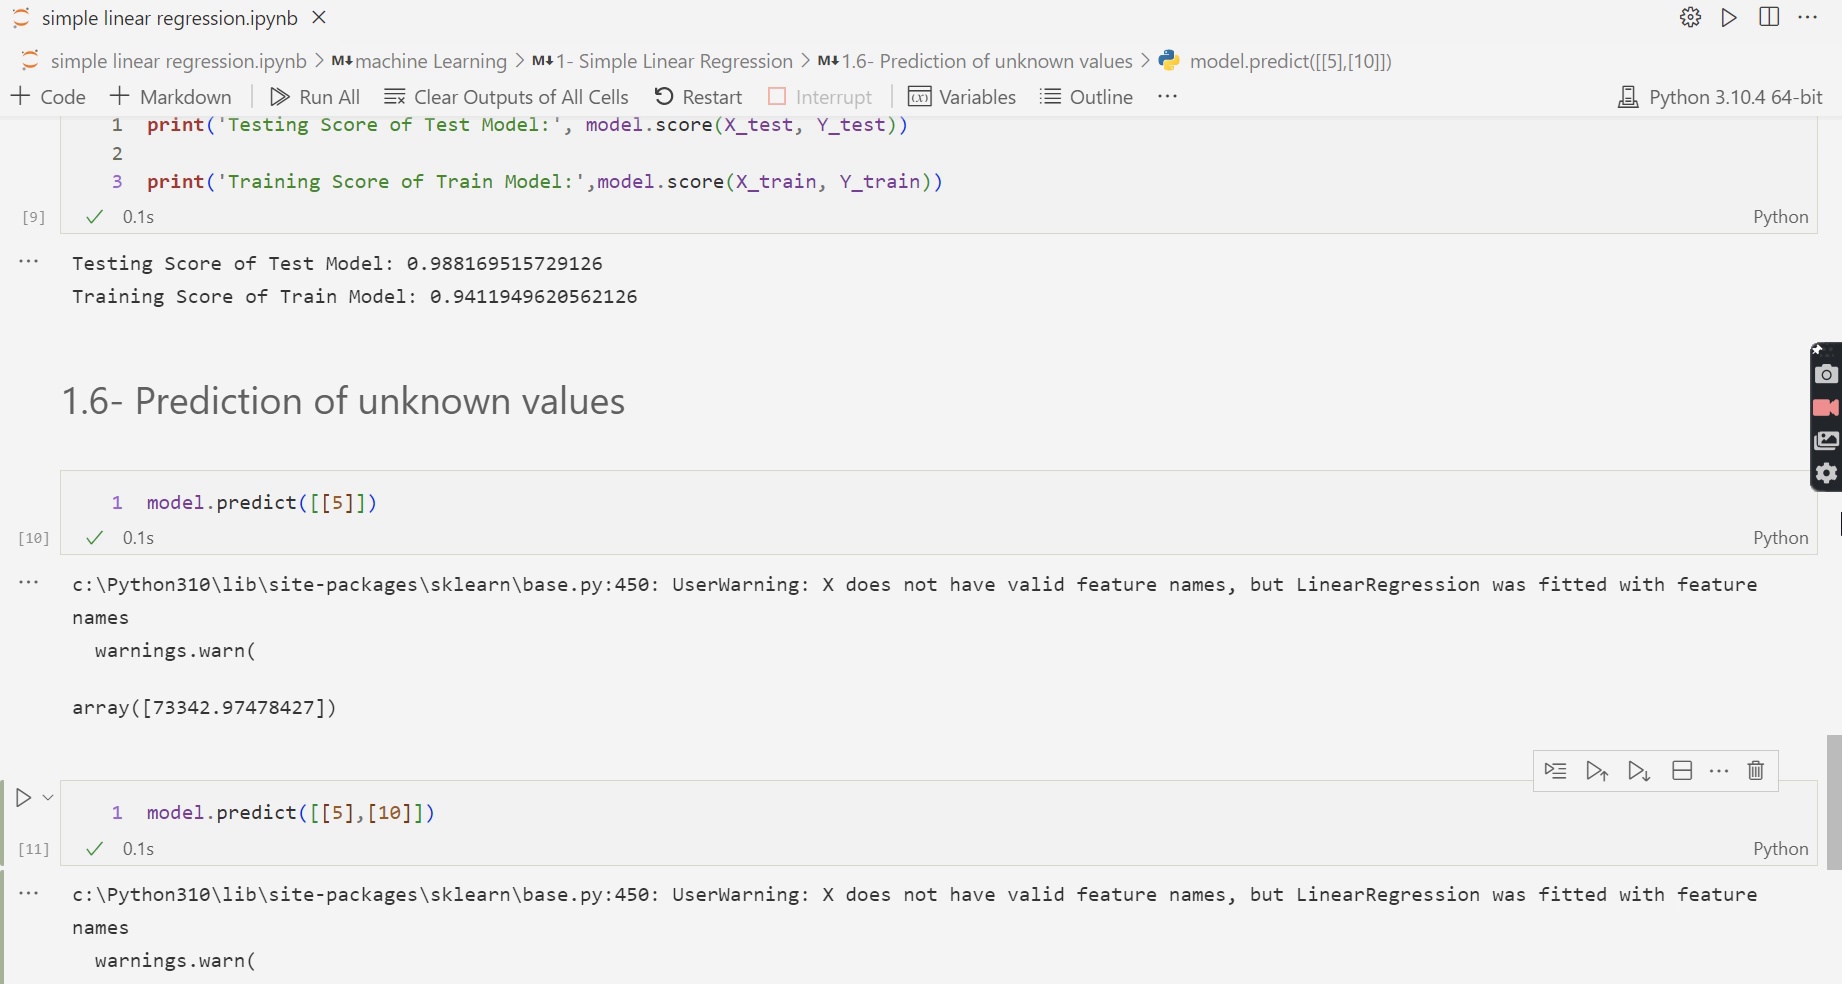 simple linear regression.ipynb
simple linear regression.ipynb > M↓ machine Learning > M↓ 1- Simple Linear Regression > M↓ 1.6- Prediction of unknown values > model.predict([[5],[10]])
+ Code + Markdown Run All Clear Outputs of All Cells Restart Interrupt Variables Outline ... Python 3.10.4 64-bit
1 print('Testing Score of Test Model:', model.score(X_test, Y_test))
2
3 print('Training Score of Train Model:',model.score(X_train, Y_train))
[9] 0.1s Python
Testing Score of Test Model: 0.988169515729126
Training Score of Train Model: 0.9411949620562126
1.6- Prediction of unknown values
1 model.predict([[5]])
[10] 0.1s Python
c:\Python310\lib\site-packages\sklearn\base.py:450: UserWarning: X does not have valid feature names, but LinearRegression was fitted with feature
names
warnings.warn(
array([73342.97478427])
1 model.predict([[5],[10]])
[11] 0.1s Python
c:\Python310\lib\site-packages\sklearn\base.py:450: UserWarning: X does not have valid feature names, but LinearRegression was fitted with feature
names
warnings.warn(